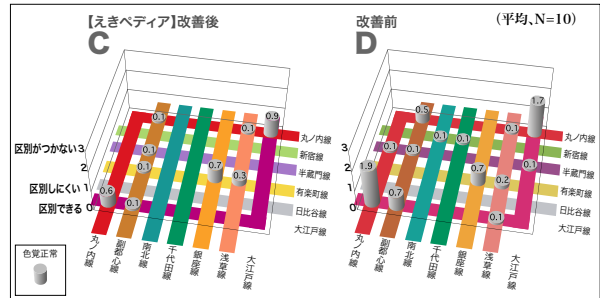 【えきペディア】改善後
C
改善前
D
(平均、N=10)
区別がつかない 3
2
区別しにくい 1
区別できる 0
0.1
0.1
0.9
0.1
0.1
0.7
0.3
0.6
0.1
丸ノ内線
新宿線
半蔵門線
有楽町線
日比谷線
大江戸線
丸ノ内線
副都心線
南北線
千代田線
銀座線
浅草線
大江戸線
3
2
1
0
0.5
0.1
1.7
0.1
0.1
0.1
0.1
0.7
0.2
0.1
1.9
0.7
0.1
丸ノ内線
新宿線
半蔵門線
有楽町線
日比谷線
大江戸線
丸ノ内線
副都心線
南北線
千代田線
銀座線
浅草線
大江戸線
色覚正常